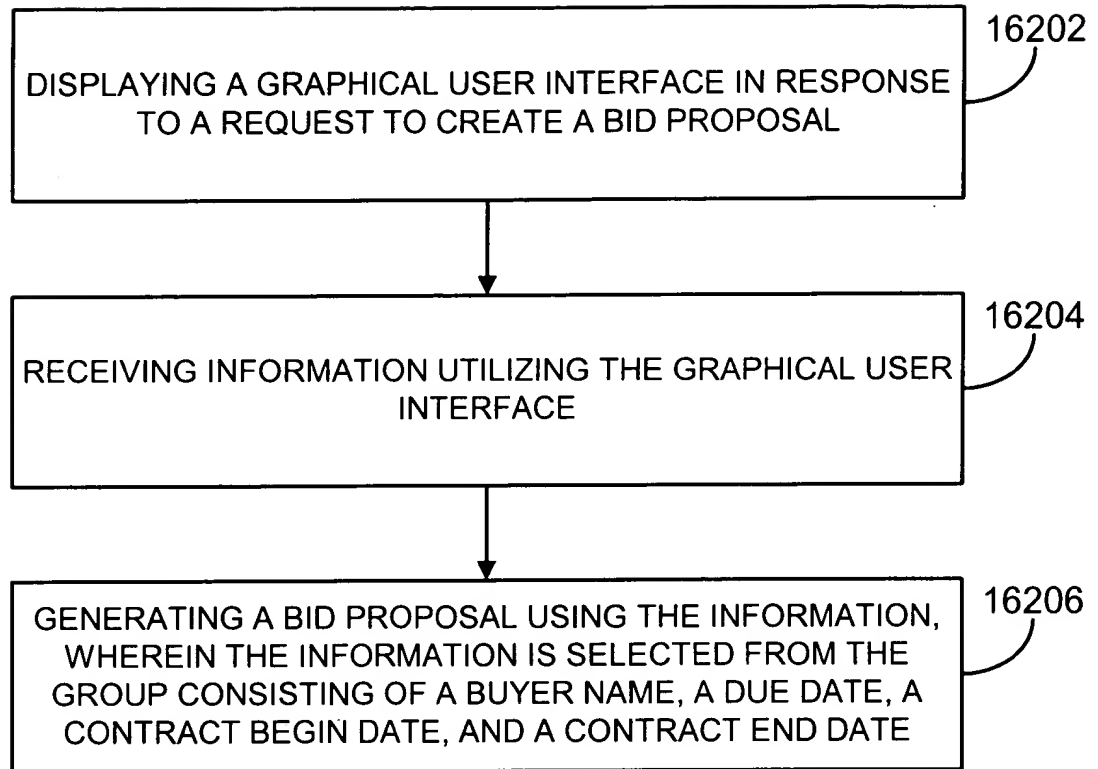 16202
DISPLAYING A GRAPHICAL USER INTERFACE IN RESPONSE
TO A REQUEST TO CREATE A BID PROPOSAL
16204
RECEIVING INFORMATION UTILIZING THE GRAPHICAL USER
INTERFACE
16206
GENERATING A BID PROPOSAL USING THE INFORMATION,
WHEREIN THE INFORMATION IS SELECTED FROM THE
GROUP CONSISTING OF A BUYER NAME, A DUE DATE, A
CONTRACT BEGIN DATE, AND A CONTRACT END DATE